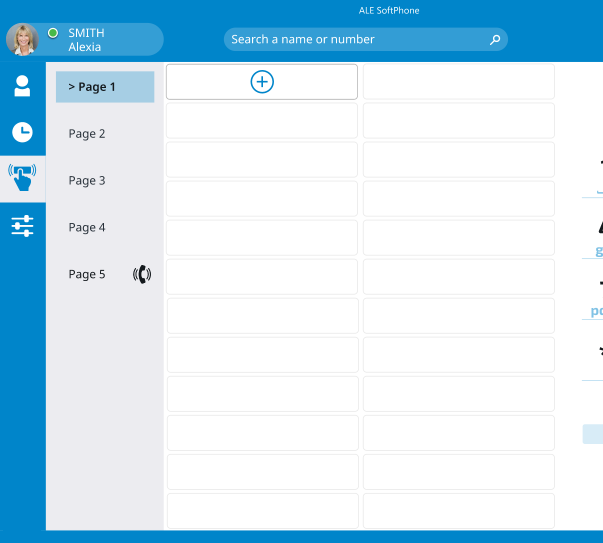 ALE SoftPhone
SMITH
Alexia
Search a name or number
> Page 1
Page 2
Page 3
Page 4
Page 5